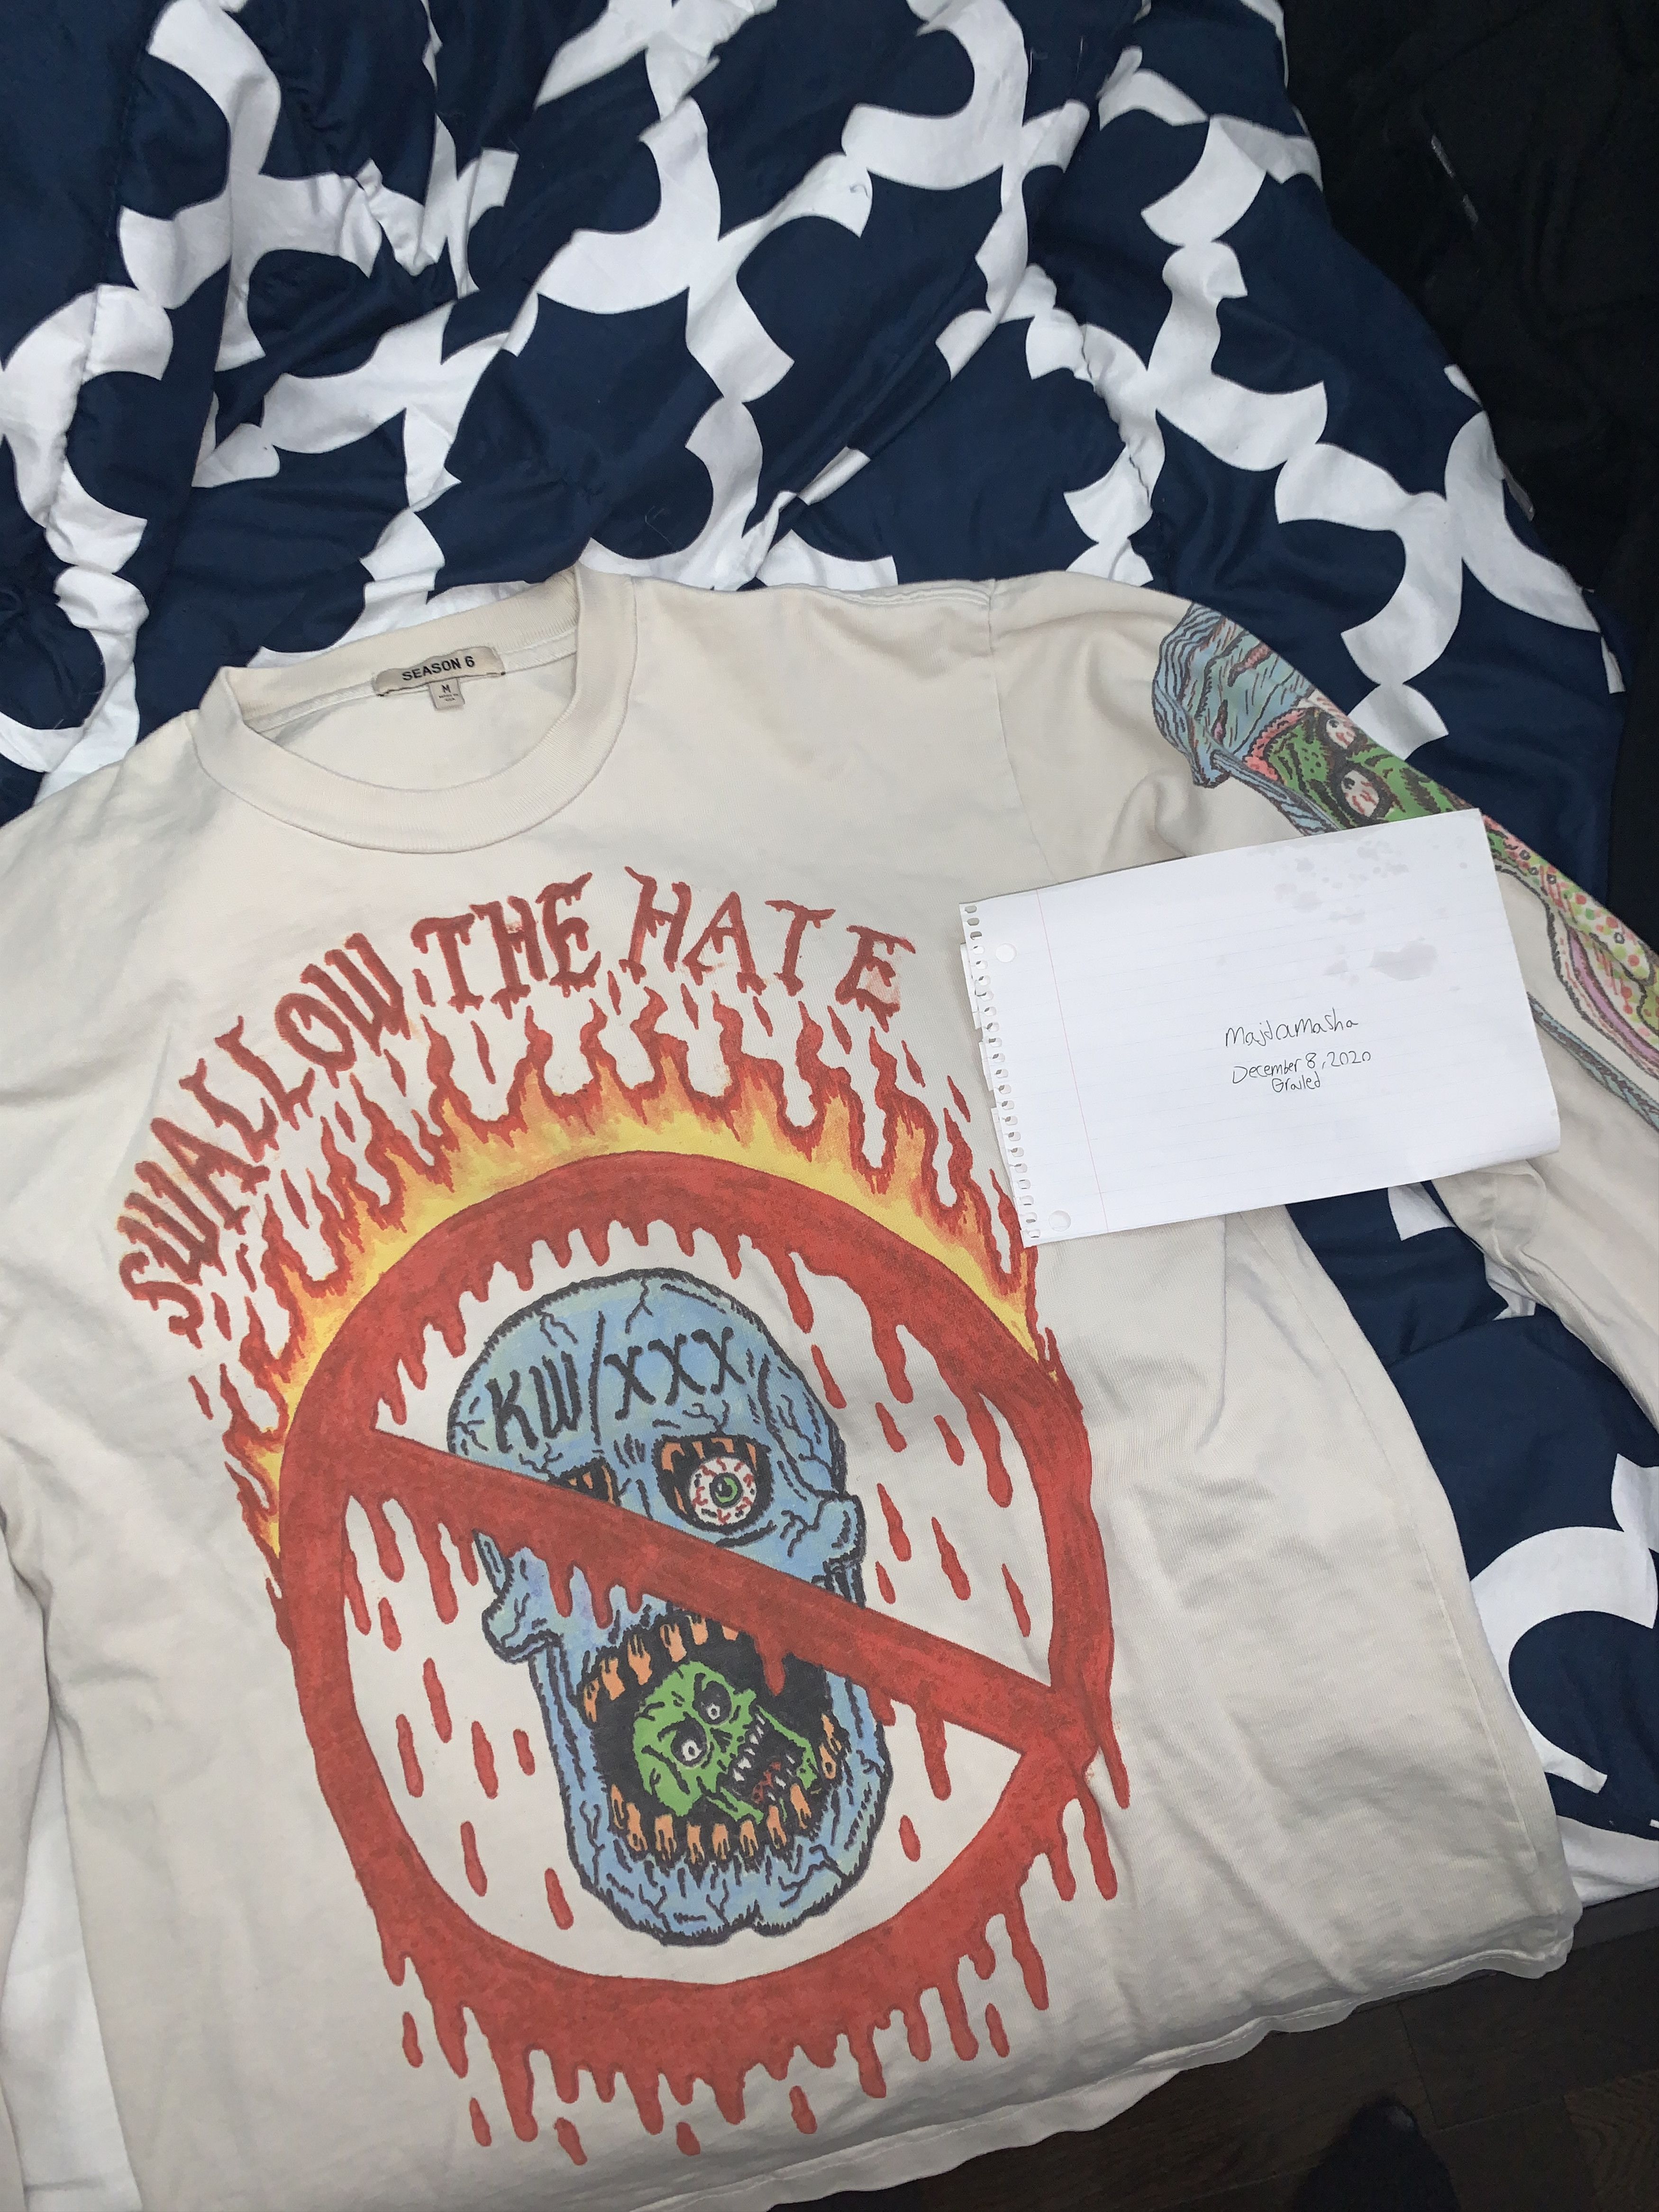 SEASON 6
M
SWALLOW THE HATE
Majdamasha
December 8, 2020
Grailed
KW/XXX